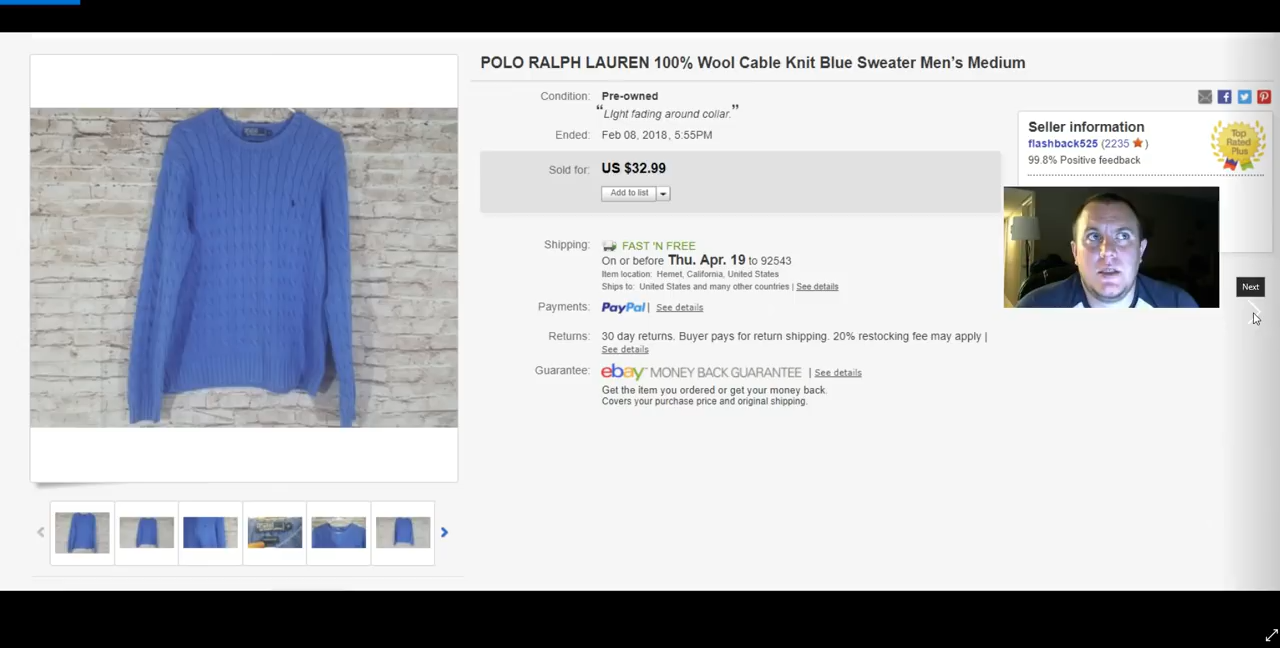 POLO RALPH LAUREN 100% Wool Cable Knit Blue Sweater Men's Medium
Condition: Pre-owned
“LIght fading around collar.”
Ended: Feb 08, 2018, 5:55PM
Sold for: US $32.99
Add to list
Shipping: FAST 'N FREE
On or before Thu. Apr. 19 to 92543
Item location: Hemet, California, United States
Ships to: United States and many other countries | See details
Payments: PayPal | See details
Returns: 30 day returns. Buyer pays for return shipping. 20% restocking fee may apply |
See details
Guarantee: ebay MONEY BACK GUARANTEE | See details
Get the item you ordered or get your money back.
Covers your purchase price and original shipping.
Seller information
flashback525 (2235 )
99.8% Positive feedback
Top
Rated
Plus
Next